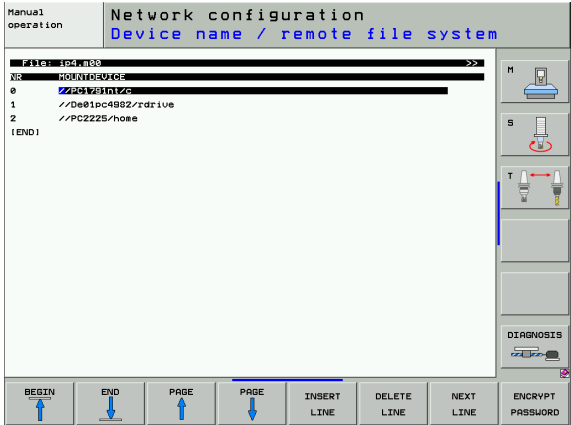 Manual
operation
Network configuration
Device name / remote file system
File: ip4.m00 >>
NR MOUNTDEVICE
0 //PC1791nt/c
1 //De01pc4982/rdrive
2 //PC2225/home
[END]
M
S
T
DIAGNOSIS
BEGIN
END
PAGE
PAGE
INSERT
LINE
DELETE
LINE
NEXT
LINE
ENCRYPT
PASSWORD